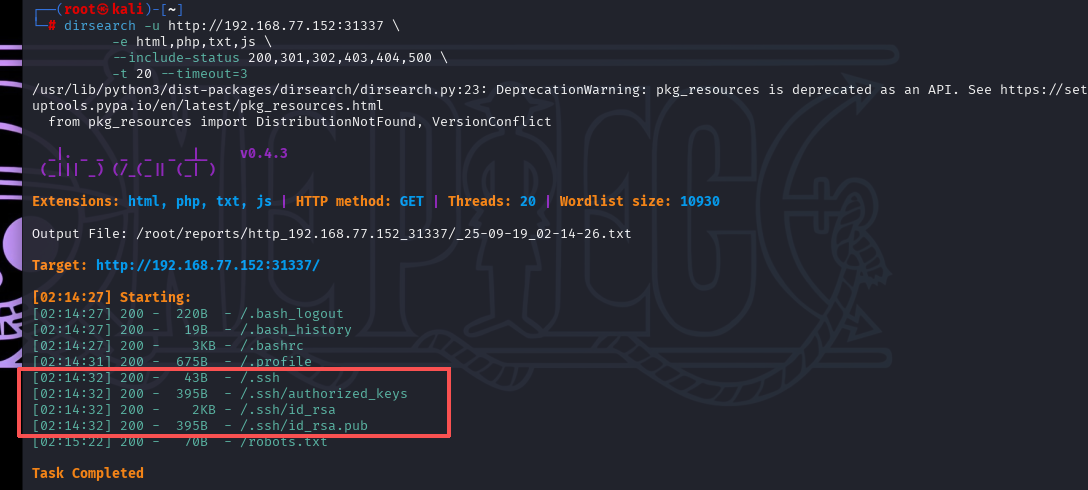 ┌──(root㉿kali)-[~]
└─# dirsearch -u http://192.168.77.152:31337 \
-e html,php,txt,js \
--include-status 200,301,302,403,404,500 \
-t 20 --timeout=3
/usr/lib/python3/dist-packages/dirsearch/dirsearch.py:23: DeprecationWarning: pkg_resources is deprecated as an API. See https://set
uptools.pypa.io/en/latest/pkg_resources.html
from pkg_resources import DistributionNotFound, VersionConflict
_|. _ _  _  _  _ _|_    v0.4.3
(_||| _) (/_(_|| (_| )
Extensions: html, php, txt, js | HTTP method: GET | Threads: 20 | Wordlist size: 10930
Output File: /root/reports/http_192.168.77.152_31337/_25-09-19_02-14-26.txt
Target: http://192.168.77.152:31337/
[02:14:27] Starting:
[02:14:27] 200 -  220B  - /.bash_logout
[02:14:27] 200 -   19B  - /.bash_history
[02:14:27] 200 -    3KB - /.bashrc
[02:14:31] 200 -  675B  - /.profile
[02:14:32] 200 -   43B  - /.ssh
[02:14:32] 200 -  395B  - /.ssh/authorized_keys
[02:14:32] 200 -    2KB - /.ssh/id_rsa
[02:14:32] 200 -  395B  - /.ssh/id_rsa.pub
[02:15:22] 200 -   70B  - /robots.txt
Task Completed